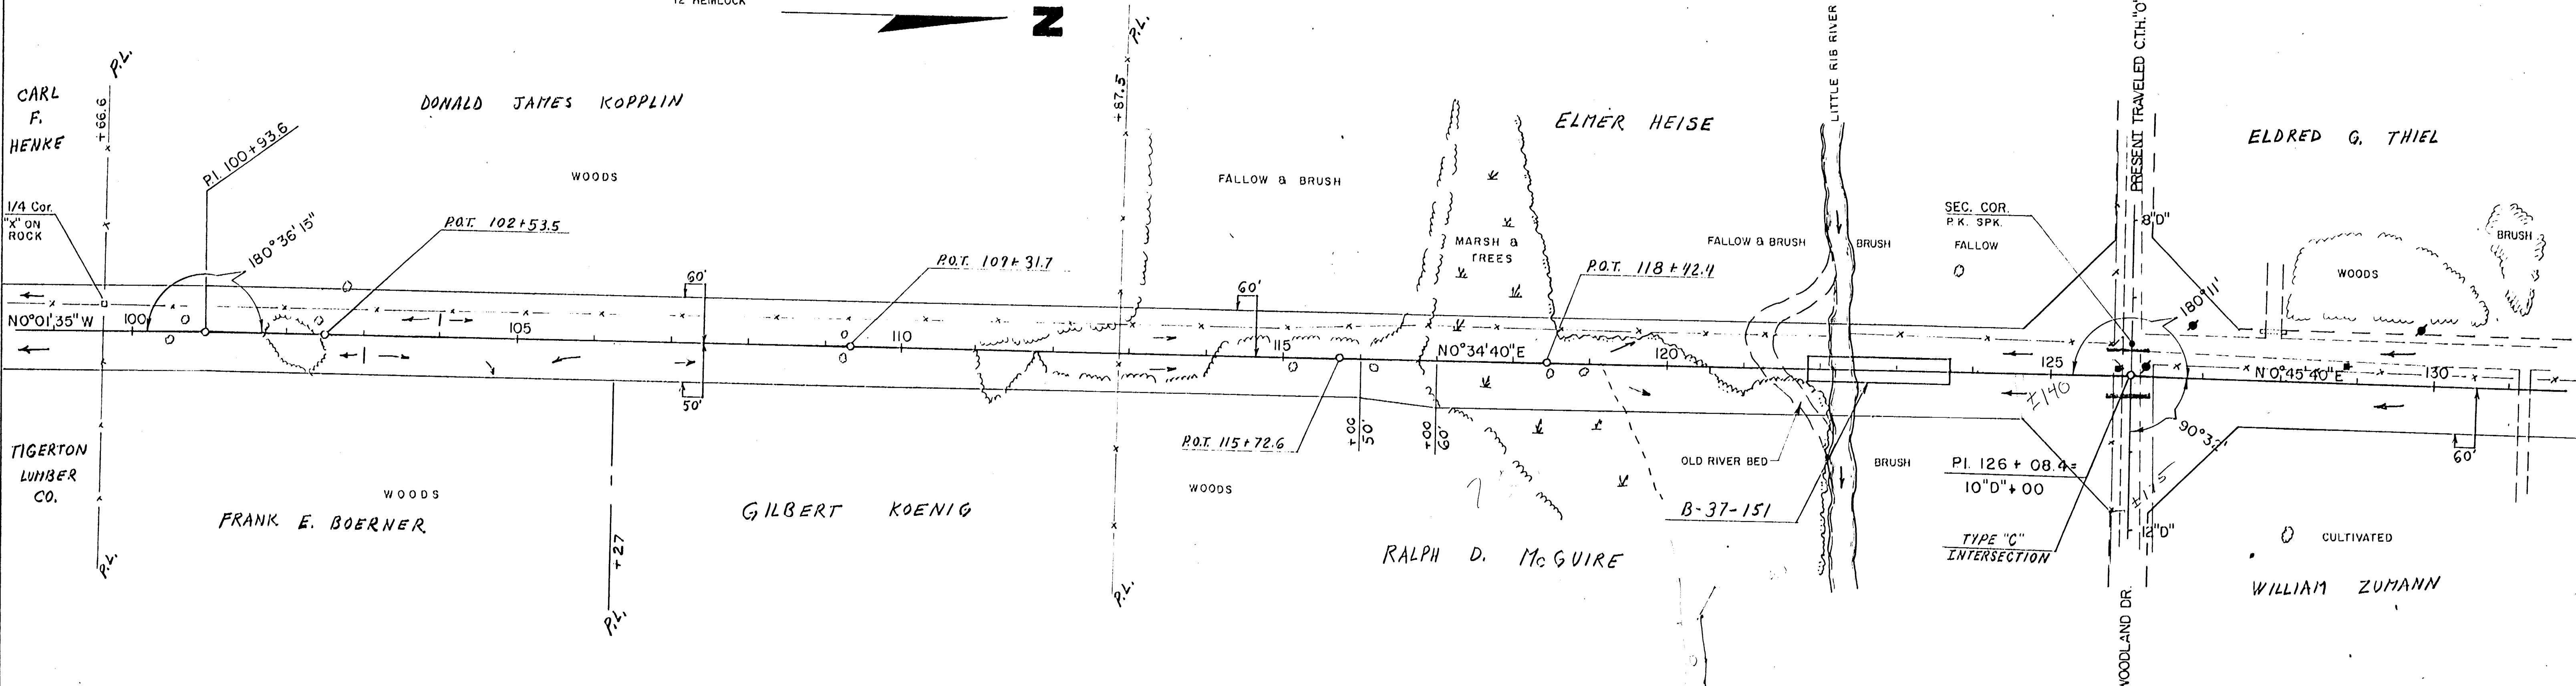 12" HEMLOCK
N
P.L.
P.L.
CARL
F.
HENKE
+66.6
DONALD JAMES KOPPLIN
P.I. 100+93.6
+87.5
LITTLE RIB RIVER
PRESENT TRAVELED C.T.H."O"
ELMER HEISE
ELDRED G. THIEL
WOODS
FALLOW & BRUSH
1/4 Cor.
"X" ON
ROCK
180°36'15"
P.O.T. 102+53.5
P.O.T. 109+31.7
MARSH &
TREES
P.O.T. 118+42.4
FALLOW & BRUSH
BRUSH
SEC. COR.
P.K. SPK.
FALLOW
8"D"
BRUSH
WOODS
180°11'
60'
60'
N0°01'35"W
100
105
110
115
N0°34'40"E
120
125
N0°45'40"E
130
±140
50'
+00
50'
+00
60'
90°32'
±175
60'
P.O.T. 115+72.6
OLD RIVER BED
BRUSH
P.I. 126+08.4=
10"D"+00
TIGERTON
LUMBER
CO.
WOODS
FRANK E. BOERNER
GILBERT KOENIG
WOODS
B-37-151
RALPH D. McGUIRE
TYPE "C"
INTERSECTION
12"D"
CULTIVATED
WILLIAM ZUMANN
+27
P.L.
P.L.
P.L.
WOODLAND DR.